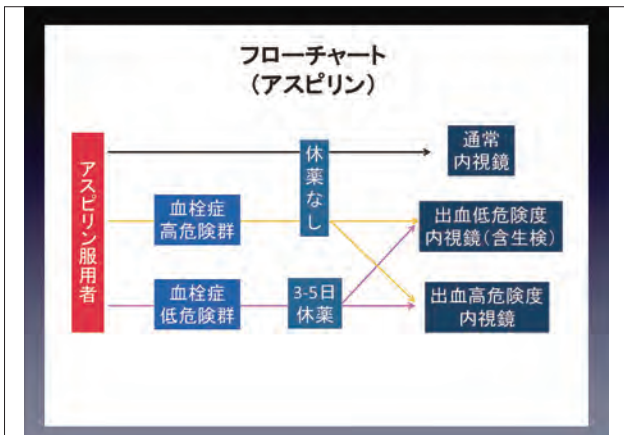 フローチャート
(アスピリン)
アスピリン服用者
休薬なし
通常
内視鏡
血栓症
高危険群
出血低危険度
内視鏡(含生検)
血栓症
低危険群
3-5日
休薬
出血高危険度
内視鏡